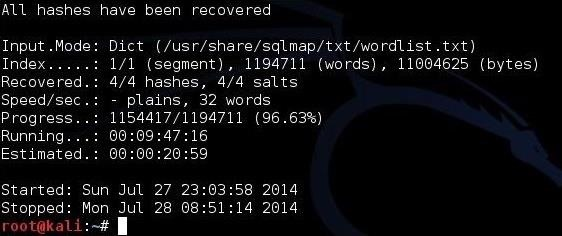 All hashes have been recovered
Input.Mode: Dict (/usr/share/sqlmap/txt/wordlist.txt)
Index.....: 1/1 (segment), 1194711 (words), 11004625 (bytes)
Recovered.: 4/4 hashes, 4/4 salts
Speed/sec.: - plains, 32 words
Progress..: 1154417/1194711 (96.63%)
Running...: 00:09:47:16
Estimated.: 00:00:20:59
Started: Sun Jul 27 23:03:58 2014
Stopped: Mon Jul 28 08:51:14 2014
root@kali:~#